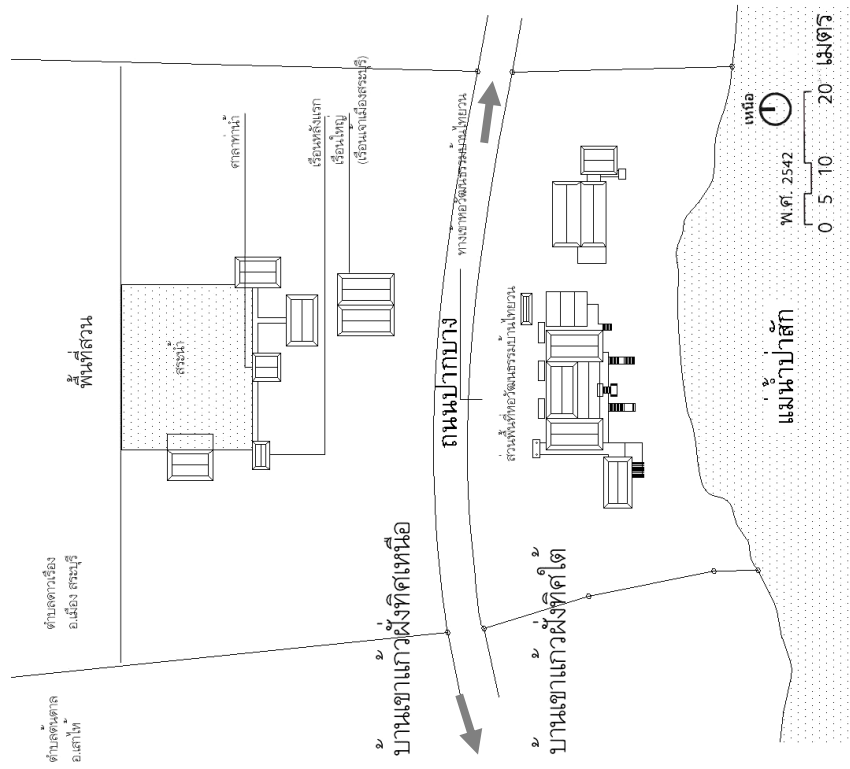 ตำบลต้นตาล
อ.เสาไห้
ตำบลดาวเรือง
อ.เมือง สระบุรี
พื้นที่สวน
สระน้ำ
ศาลาท่าน้ำ
เรือนหลังแรก
เรือนใหญ่
(เรือนเจ้าเมืองสระบุรี)
บ้านเขาแก้วฝั่งทิศเหนือ
ถนนปากบาง
ทางเข้าหอวัฒนธรรมบ้านไทยวน
ส่วนพื้นที่หอวัฒนธรรมบ้านไทยวน
บ้านเขาแก้วฝั่งทิศใต้
แม่น้ำป่าสัก
เหนือ
พ.ศ. 2542
0 5 10 20 เมตร